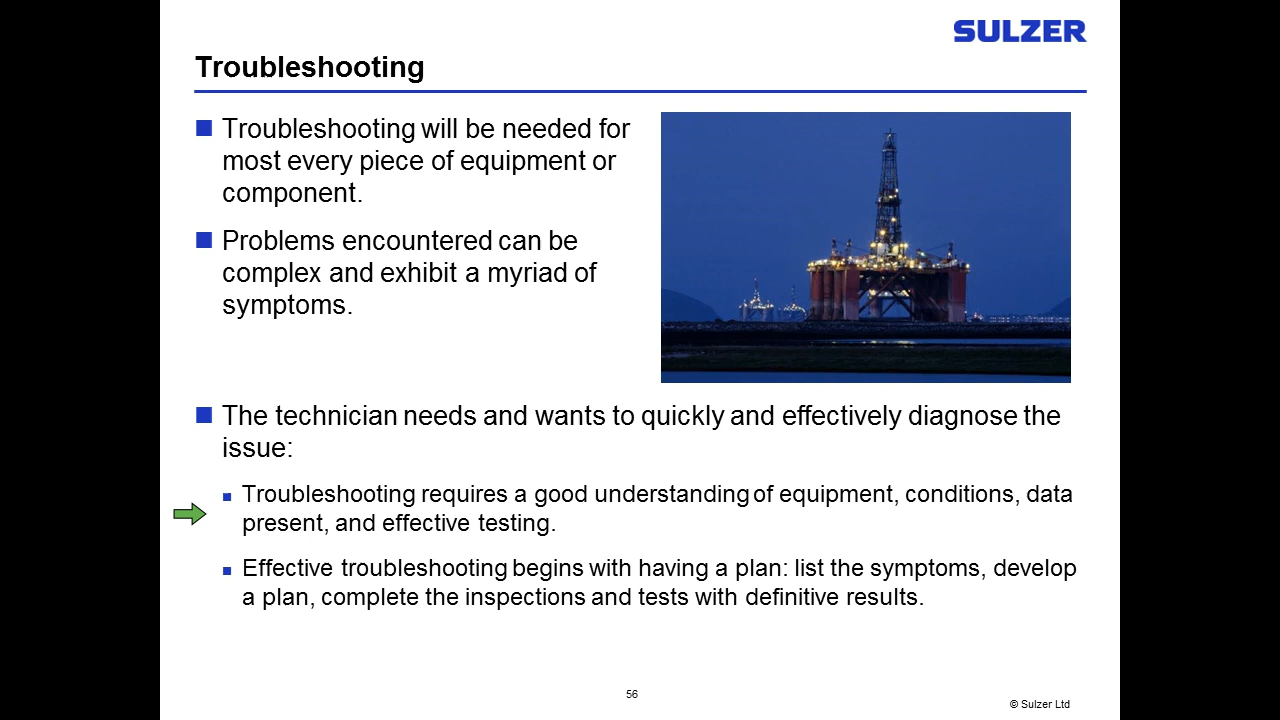 SULZER
Troubleshooting
Troubleshooting will be needed for
most every piece of equipment or
component.
Problems encountered can be
complex and exhibit a myriad of
symptoms.
The technician needs and wants to quickly and effectively diagnose the
issue:
Troubleshooting requires a good understanding of equipment, conditions, data
present, and effective testing.
Effective troubleshooting begins with having a plan: list the symptoms, develop
a plan, complete the inspections and tests with definitive results.
56
© Sulzer Ltd